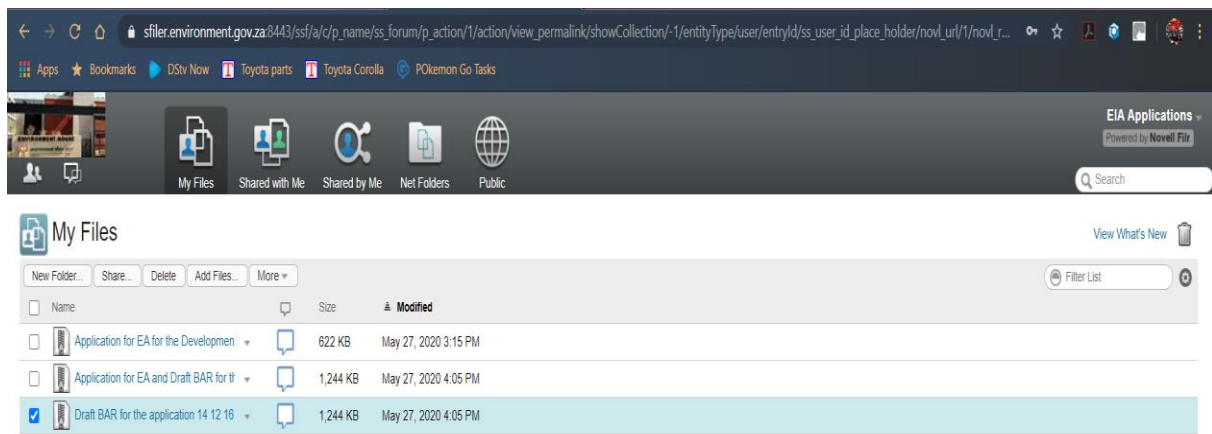 sfiler.environment.gov.za:8443/ssf/a/c/p_name/ss_forum/p_action/1/action/view_permalink/showCollection/-1/entityType/user/entryId/ss_user_id_place_holder/novl_url/1/novl_r...
Apps Bookmarks DStv Now Toyota parts Toyota Corolla POkemon Go Tasks
EIA Applications
Powered by Novell Filr
My Files Shared with Me Shared by Me Net Folders Public
Search
My Files
View What's New
New Folder... Share... Delete Add Files... More
Filter List
Name Size Modified
Application for EA for the Developmen 622 KB May 27, 2020 3:15 PM
Application for EA and Draft BAR for th 1,244 KB May 27, 2020 4:05 PM
Draft BAR for the application 14 12 16 1,244 KB May 27, 2020 4:05 PM